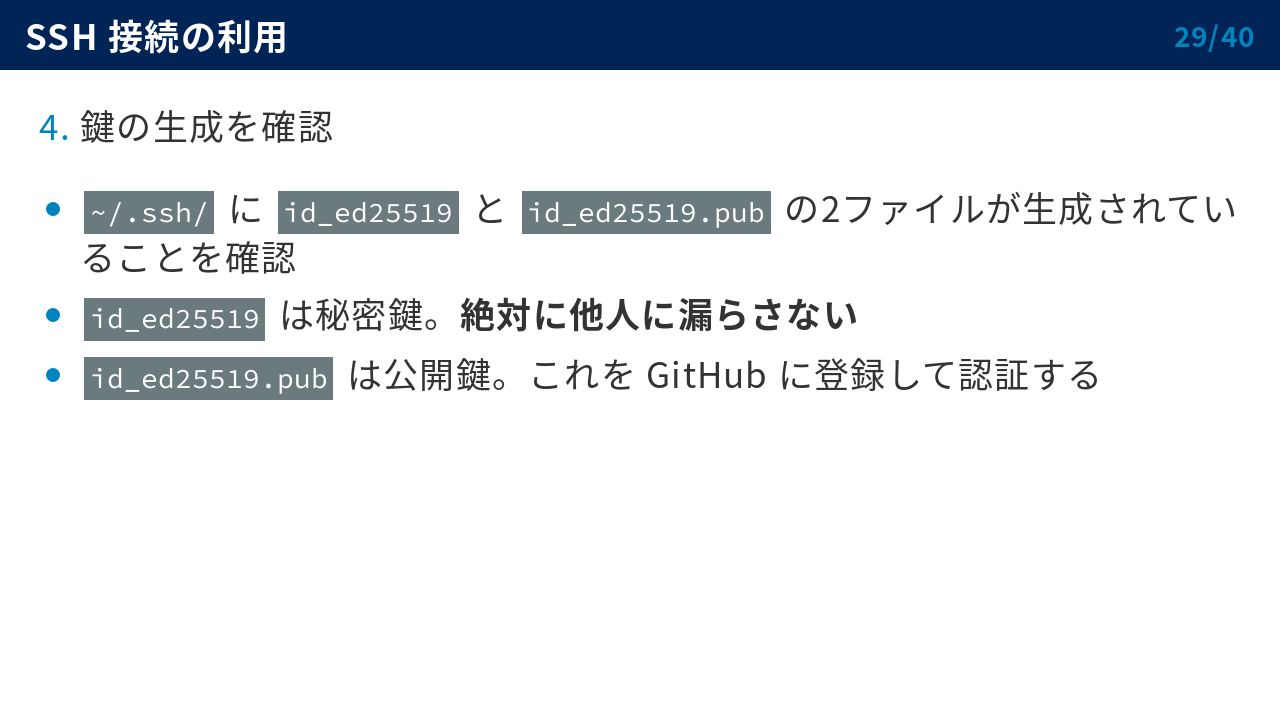 SSH 接続の利用
29/40
4. 鍵の生成を確認
~/.ssh/ に id_ed25519 と id_ed25519.pub の2ファイルが生成されてい
ることを確認
id_ed25519 は秘密鍵。絶対に他人に漏らさない
id_ed25519.pub は公開鍵。これを GitHub に登録して認証する